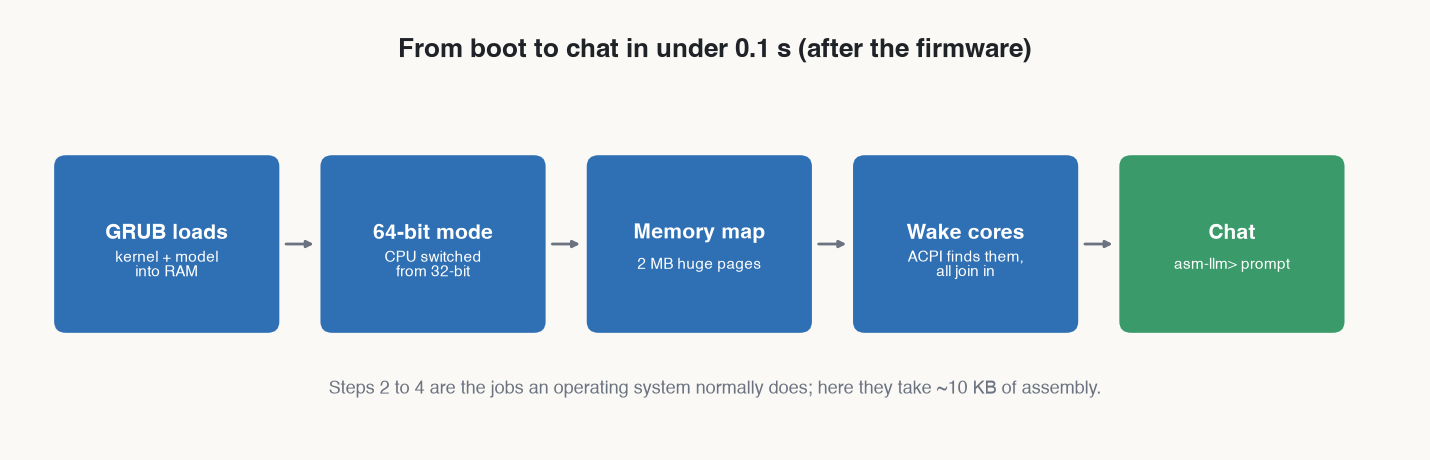 From boot to chat in under 0.1 s (after the firmware)
GRUB loads
kernel + model
into RAM
64-bit mode
CPU switched
from 32-bit
Memory map
2 MB huge pages
Wake cores
ACPI finds them,
all join in
Chat
asm-llm> prompt
Steps 2 to 4 are the jobs an operating system normally does; here they take ~10 KB of assembly.